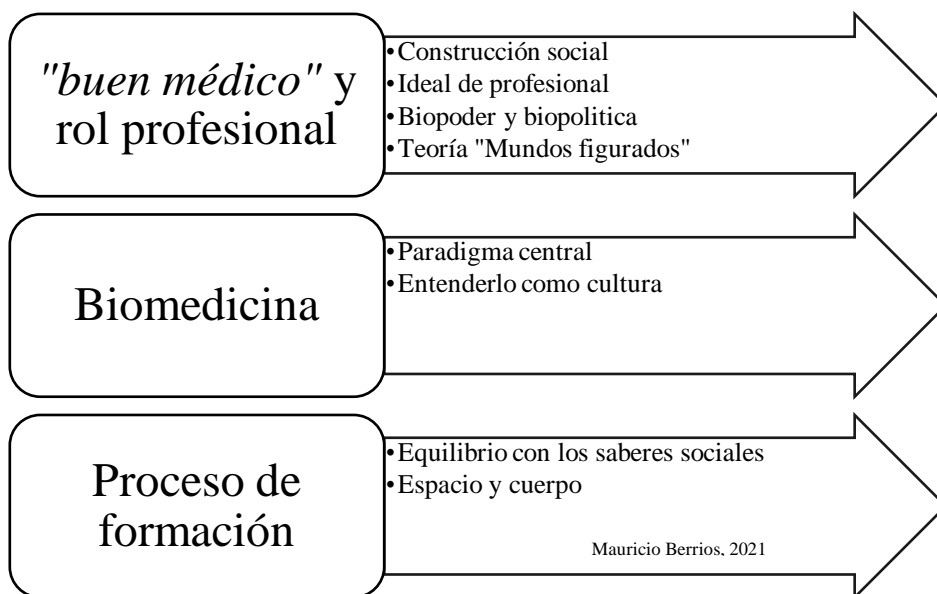 "buen médico" y
rol profesional
•Construcción social
•Ideal de profesional
•Biopoder y biopolitica
•Teoría "Mundos figurados"
Biomedicina
•Paradigma central
•Entenderlo como cultura
Proceso de
formación
•Equilibrio con los saberes sociales
•Espacio y cuerpo
Mauricio Berrios, 2021